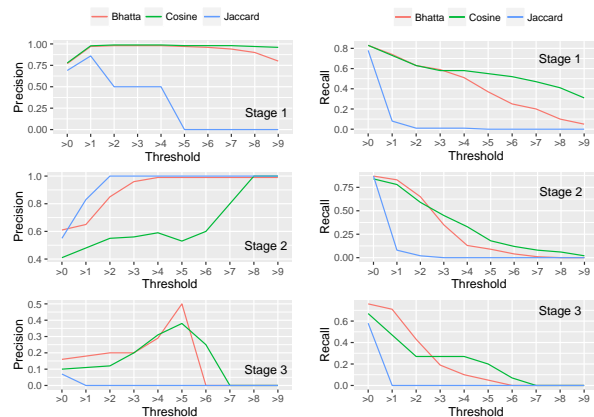 Bhatta Cosine Jaccard
Bhatta Cosine Jaccard
Precision
1.00
0.75
0.50
0.25
0.00
Stage 1
>0 >1 >2 >3 >4 >5 >6 >7 >8 >9
Threshold
Recall
0.8
0.6
0.4
0.2
0.0
Stage 1
>0 >1 >2 >3 >4 >5 >6 >7 >8 >9
Threshold
Precision
1.0
0.8
0.6
0.4
Stage 2
>0 >1 >2 >3 >4 >5 >6 >7 >8 >9
Threshold
Recall
0.75
0.50
0.25
0.00
Stage 2
>0 >1 >2 >3 >4 >5 >6 >7 >8 >9
Threshold
Precision
0.5
0.4
0.3
0.2
0.1
0.0
Stage 3
>0 >1 >2 >3 >4 >5 >6 >7 >8 >9
Threshold
Recall
0.6
0.4
0.2
0.0
Stage 3
>0 >1 >2 >3 >4 >5 >6 >7 >8 >9
Threshold